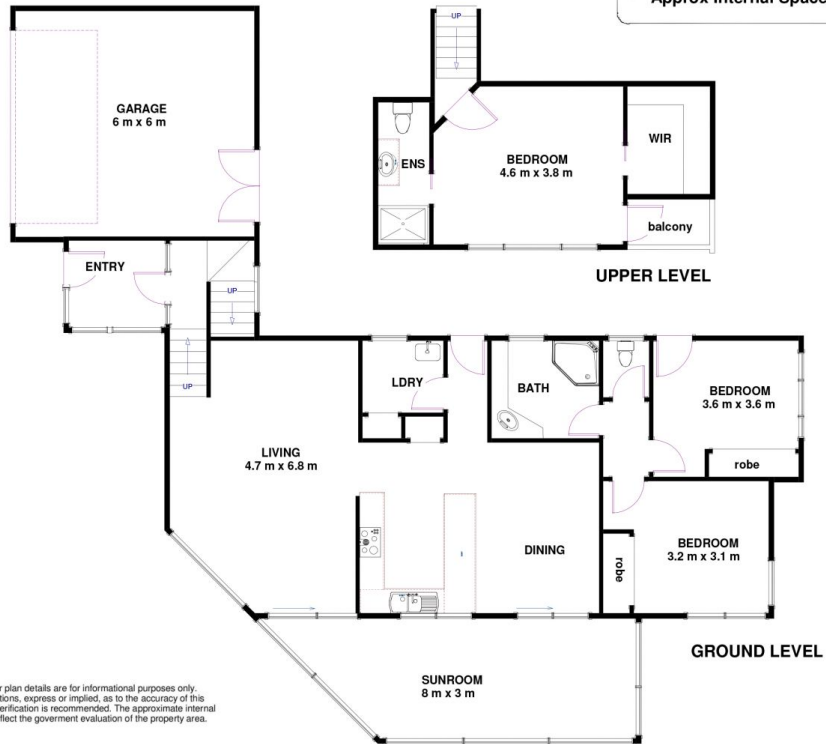 Approx Internal Space
UP
GARAGE
6 m x 6 m
ENS
BEDROOM
4.6 m x 3.8 m
WIR
balcony
UPPER LEVEL
ENTRY
UP
UP
LDRY
BATH
BEDROOM
3.6 m x 3.6 m
robe
LIVING
4.7 m x 6.8 m
DINING
BEDROOM
3.2 m x 3.1 m
robe
GROUND LEVEL
SUNROOM
8 m x 3 m
plan details are for informational purposes only.
express or implied, as to the accuracy of this
is recommended. The approximate internal
the goverment evaluation of the property area.